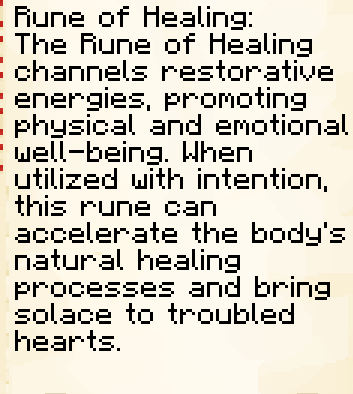 Rune of Healing:
The Rune of Healing
channels restorative
energies, promoting
physical and emotional
well-being. When
utilized with intention,
this rune can
accelerate the body's
natural healing
processes and bring
solace to troubled
hearts.